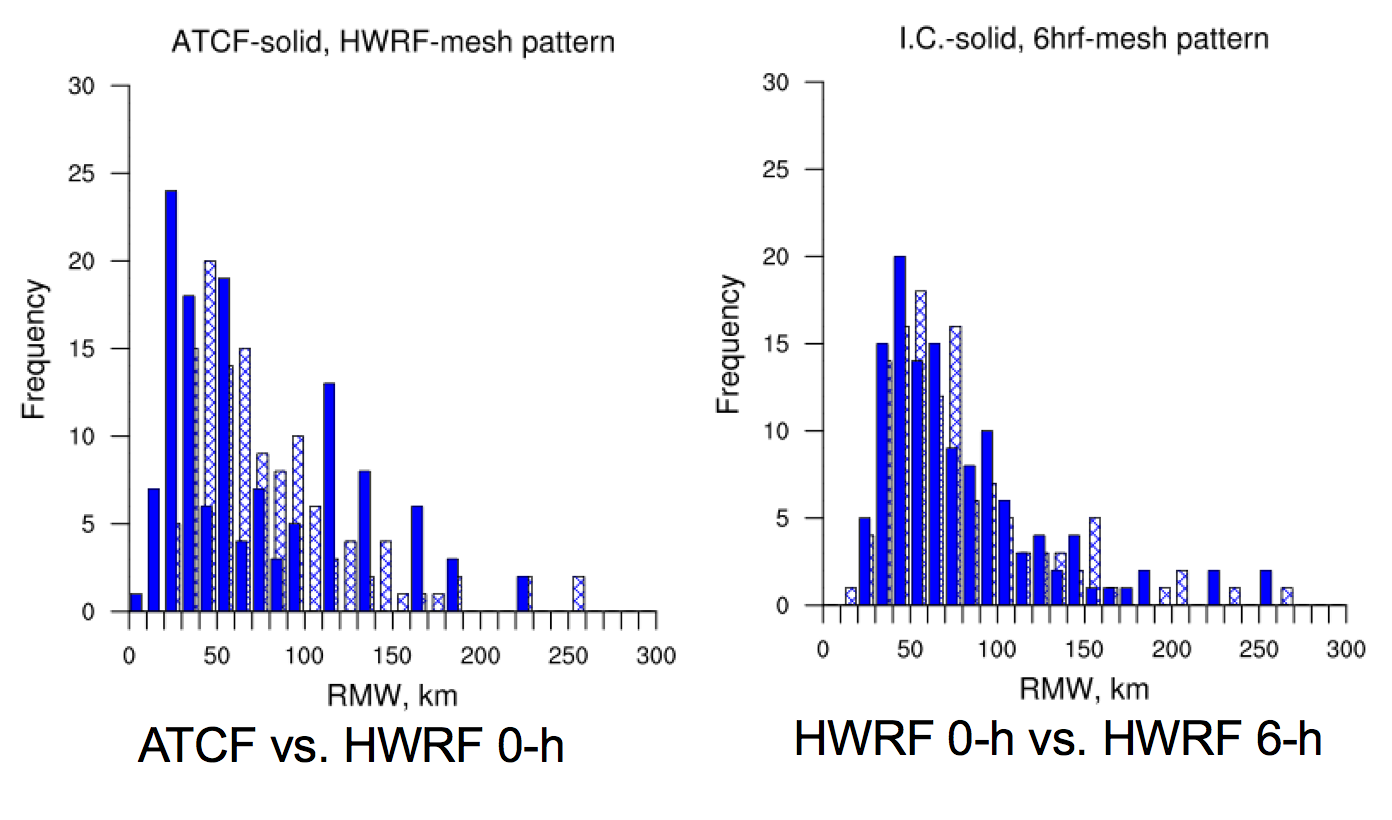 ATCF-solid, HWRF-mesh pattern
30
25
20
15
10
5
0
Frequency
0 50 100 150 200 250 300
RMW, km
ATCF vs. HWRF 0-h
I.C.-solid, 6hrf-mesh pattern
30
25
20
15
10
5
0
Frequency
0 50 100 150 200 250 300
RMW, km
HWRF 0-h vs. HWRF 6-h